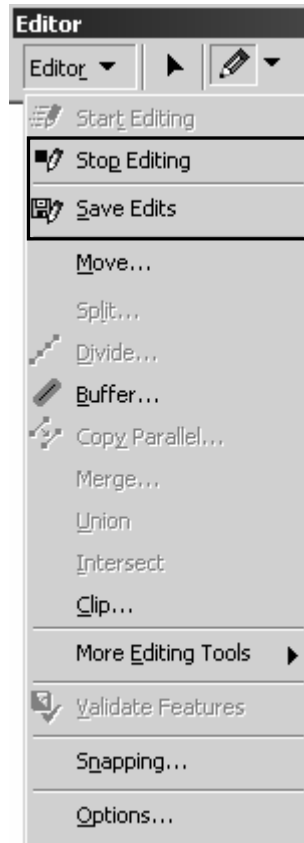 Editor
Editor
Start Editing
Stop Editing
Save Edits
Move...
Split...
Divide...
Buffer...
Copy Parallel...
Merge...
Union
Intersect
Clip...
More Editing Tools
Validate Features
Snapping...
Options...